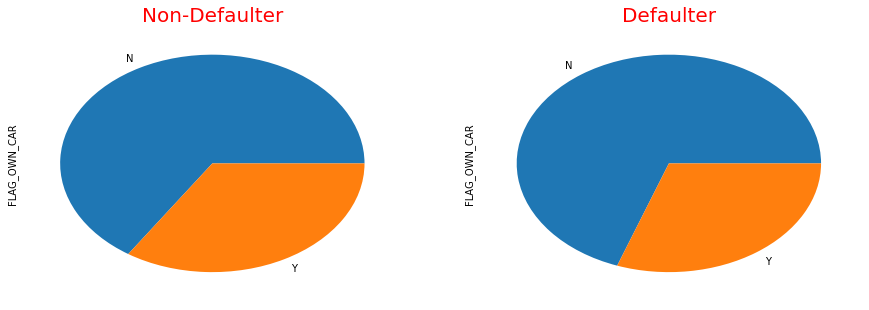 Non-Defaulter
N
FLAG_OWN_CAR
Y
Defaulter
N
FLAG_OWN_CAR
Y